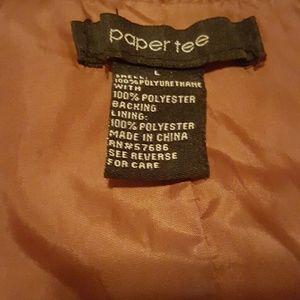 paper tee
L
SHELL:
100% POLYURETHANE
WITH
100% POLYESTER
BACKING
LINING:
100% POLYESTER
MADE IN CHINA
RN#57686
SEE REVERSE
FOR CARE